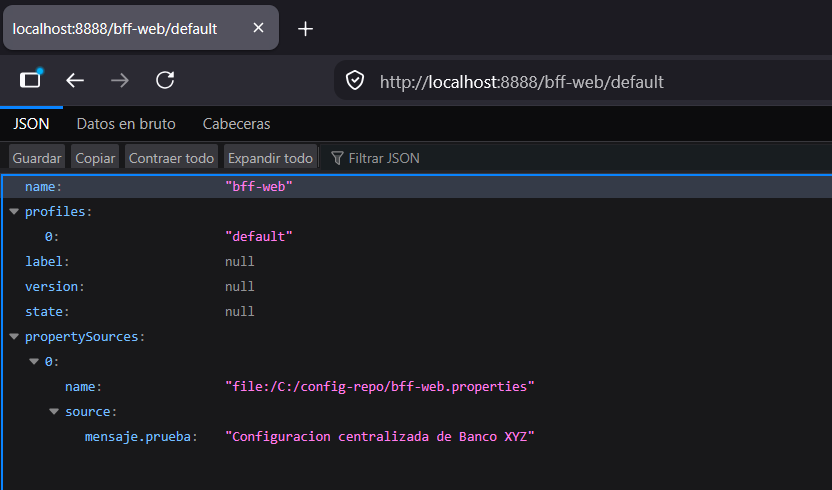 localhost:8888/bff-web/default
http://localhost:8888/bff-web/default
JSON Datos en bruto Cabeceras
Guardar Copiar Contraer todo Expandir todo Filtrar JSON
name: "bff-web"
profiles:
0: "default"
label: null
version: null
state: null
propertySources:
0:
name: "file:/C:/config-repo/bff-web.properties"
source:
mensaje.prueba: "Configuracion centralizada de Banco XYZ"